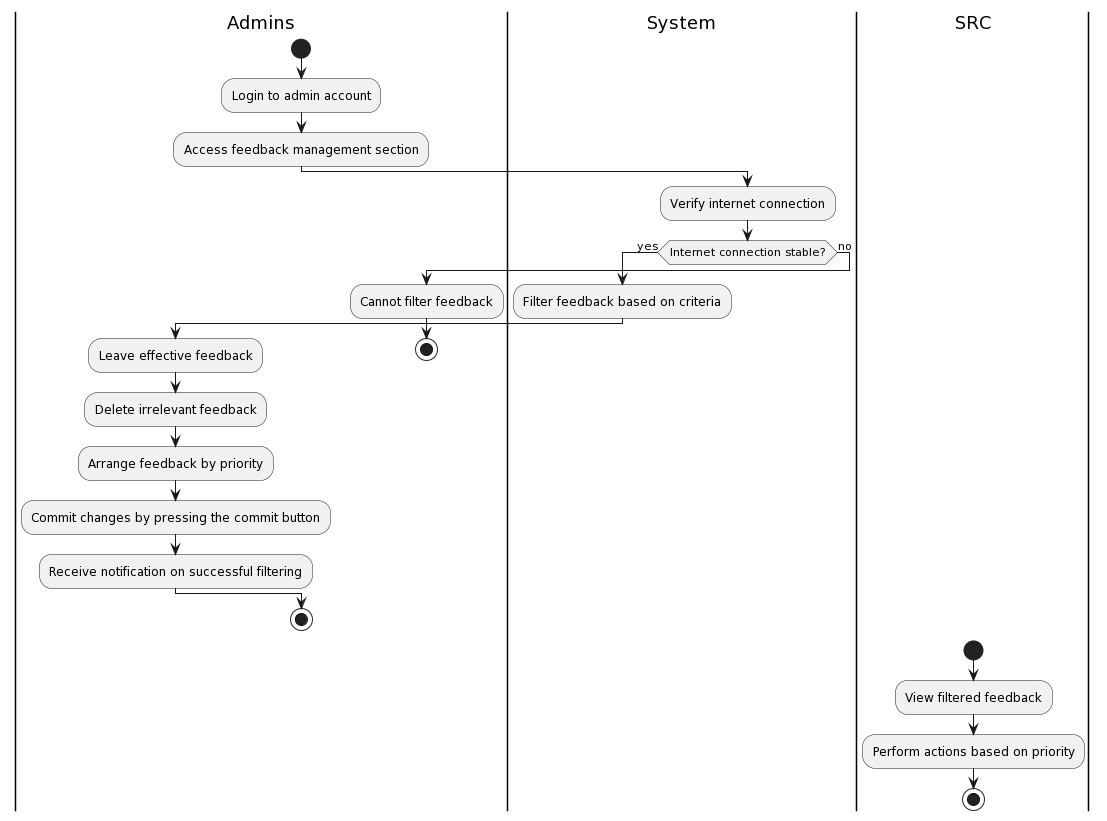 Admins
System
SRC
Login to admin account
Access feedback management section
Verify internet connection
yes
Internet connection stable?
no
Cannot filter feedback
Filter feedback based on criteria
Leave effective feedback
Delete irrelevant feedback
Arrange feedback by priority
Commit changes by pressing the commit button
Receive notification on successful filtering
View filtered feedback
Perform actions based on priority